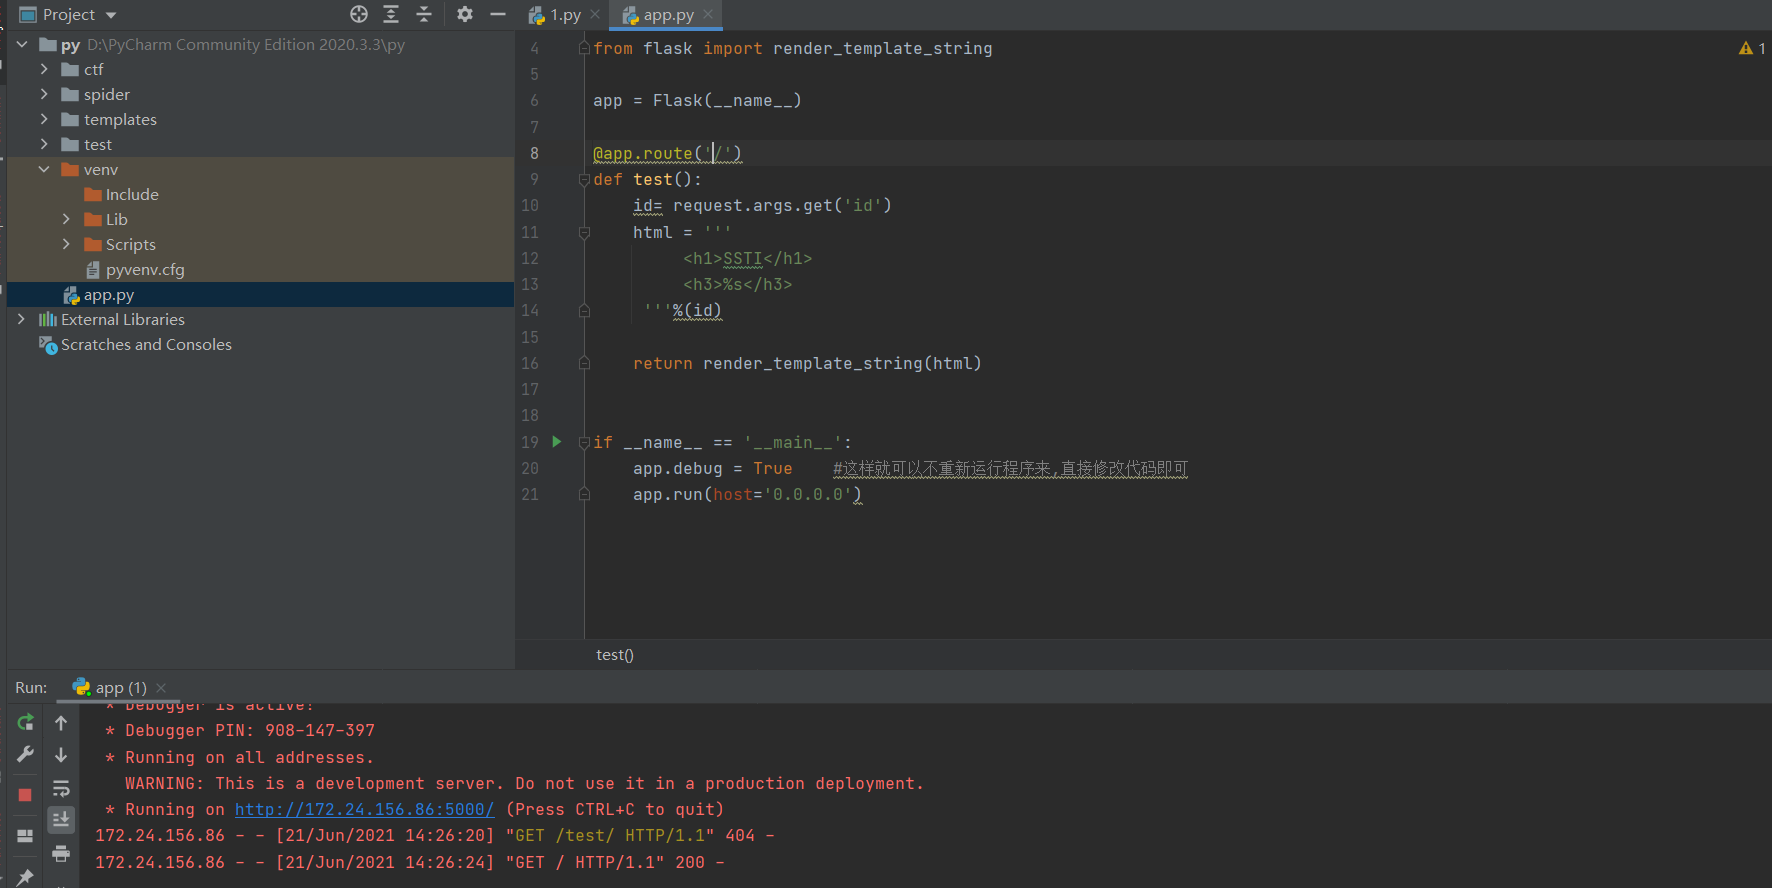 Project
1.py
app.py
py D:\PyCharm Community Edition 2020.3.3\py
ctf
spider
templates
test
venv
Include
Lib
Scripts
pyvenv.cfg
app.py
External Libraries
Scratches and Consoles
4 from flask import render_template_string
1
5
6 app = Flask(__name__)
7
8 @app.route('/')
9 def test():
10 id= request.args.get('id')
11 html = '''
12 <h1>SSTI</h1>
13 <h3>%s</h3>
14 '''%(id)
15
16 return render_template_string(html)
17
18
19 if __name__ == '__main__':
20 app.debug = True #这样就可以不重新运行程序来,直接修改代码即可
21 app.run(host='0.0.0.0')
test()
Run: app (1)
* Debugger is active!
* Debugger PIN: 908-147-397
* Running on all addresses.
WARNING: This is a development server. Do not use it in a production deployment.
* Running on http://172.24.156.86:5000/ (Press CTRL+C to quit)
172.24.156.86 - - [21/Jun/2021 14:26:20] "GET /test/ HTTP/1.1" 404 -
172.24.156.86 - - [21/Jun/2021 14:26:24] "GET / HTTP/1.1" 200 -